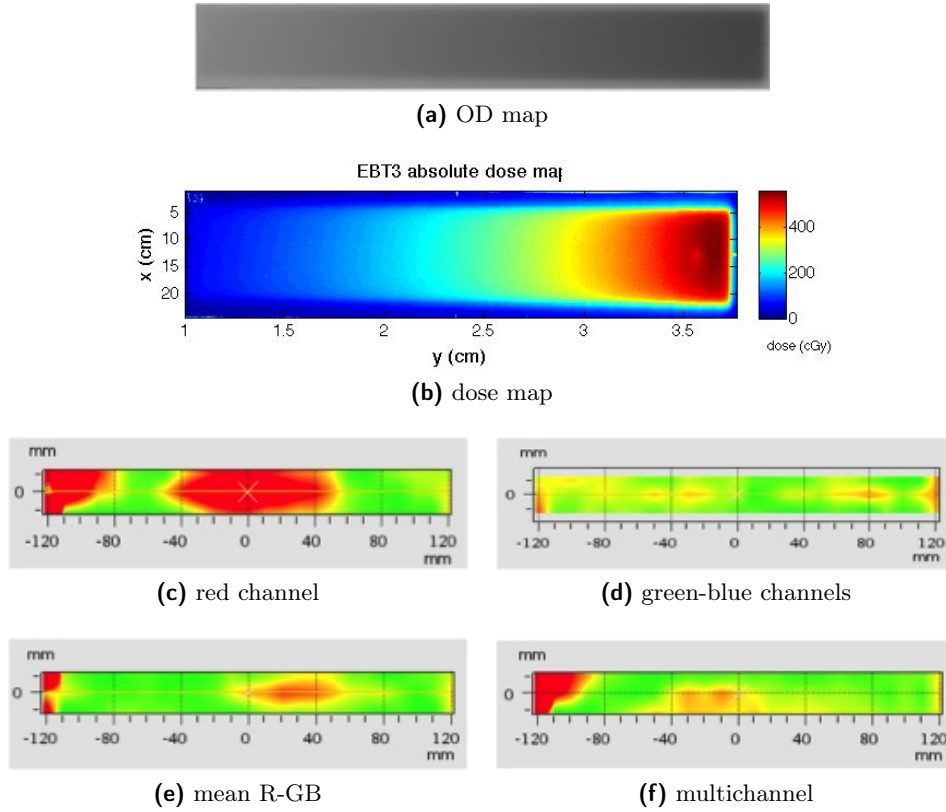 (a) OD map
EBT3 absolute dose map
x (cm)
5
10
15
20
1
1.5
2
2.5
3
3.5
y (cm)
400
200
0
dose (cGy)
(b) dose map
mm
0
-120 -80 -40 0 40 80 120
mm
(c) red channel
mm
0
-120 -80 -40 0 40 80 120
mm
(d) green-blue channels
mm
0
-120 -80 -40 0 40 80 120
mm
(e) mean R-GB
mm
0
-120 -80 -40 0 40 80 120
mm
(f) multichannel